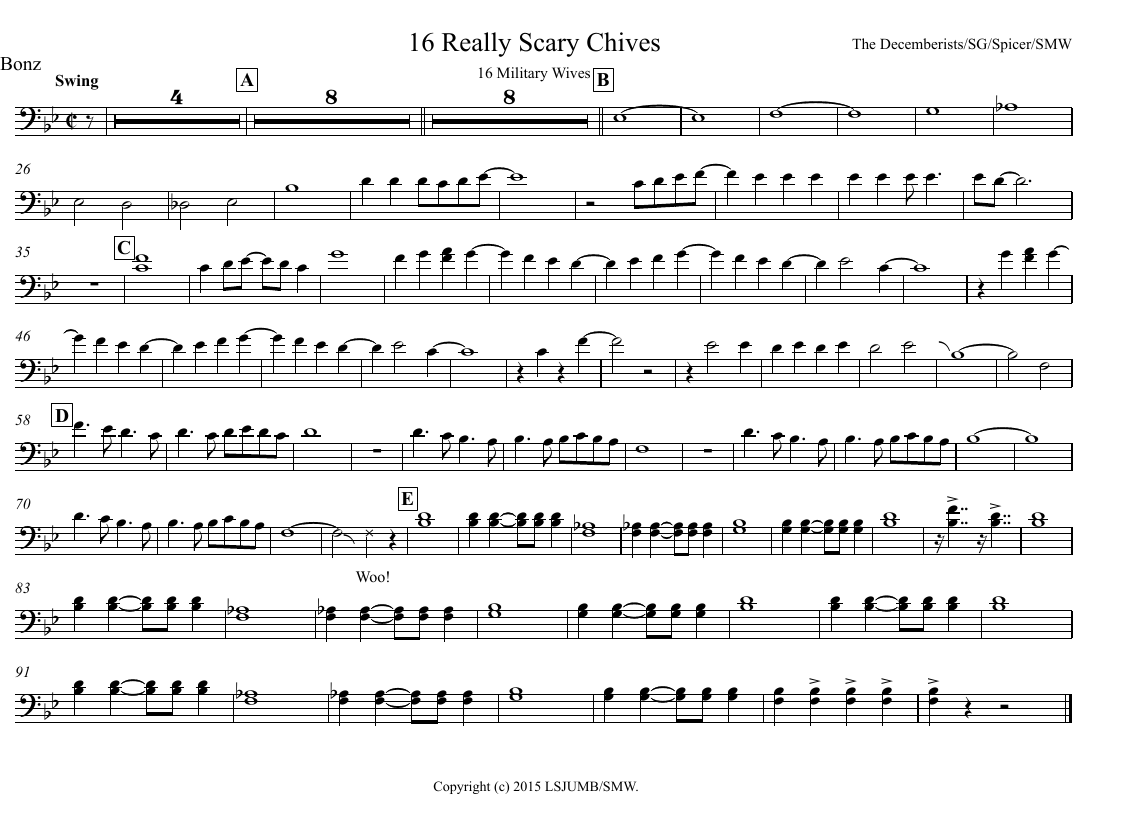 16 Really Scary Chives
The Decemberists/SG/Spicer/SMW
Bonz
16 Military Wives
Swing
A
B
4
8
8
26
35
C
46
58
D
70
E
Woo!
83
91
Copyright (c) 2015 LSJUMB/SMW.